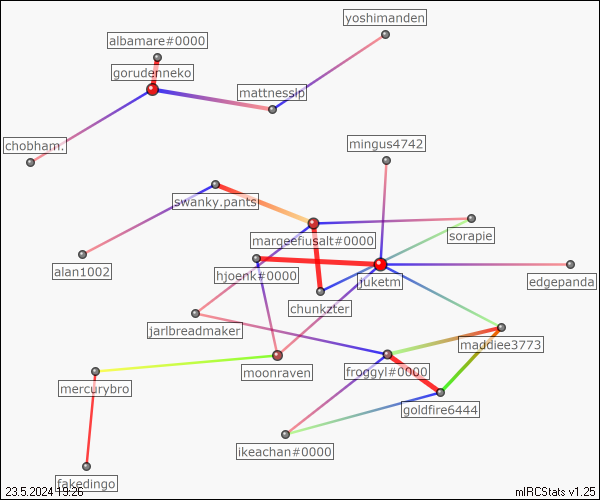 yoshimanden
albamare#0000
gorudenneko
mattnessip
chobham.
mingus4742
swanky.pants
margeefiusalt#0000
sorapie
alan1002
hjoenk#0000
juketm
edgepanda
chunkzter
jarlbreadmaker
maddiee3773
moonraven
froggyl#0000
mercurybro
goldfire6444
ikeachan#0000
fakedingo
23.5.2024 19:26
mIRCStats v1.25